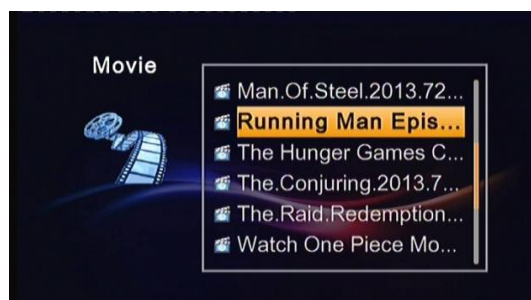 Movie
Man.Of.Steel.2013.72...
Running Man Epis...
The Hunger Games C...
The.Conjuring.2013.7...
The.Raid.Redemption...
Watch One Piece Mo...